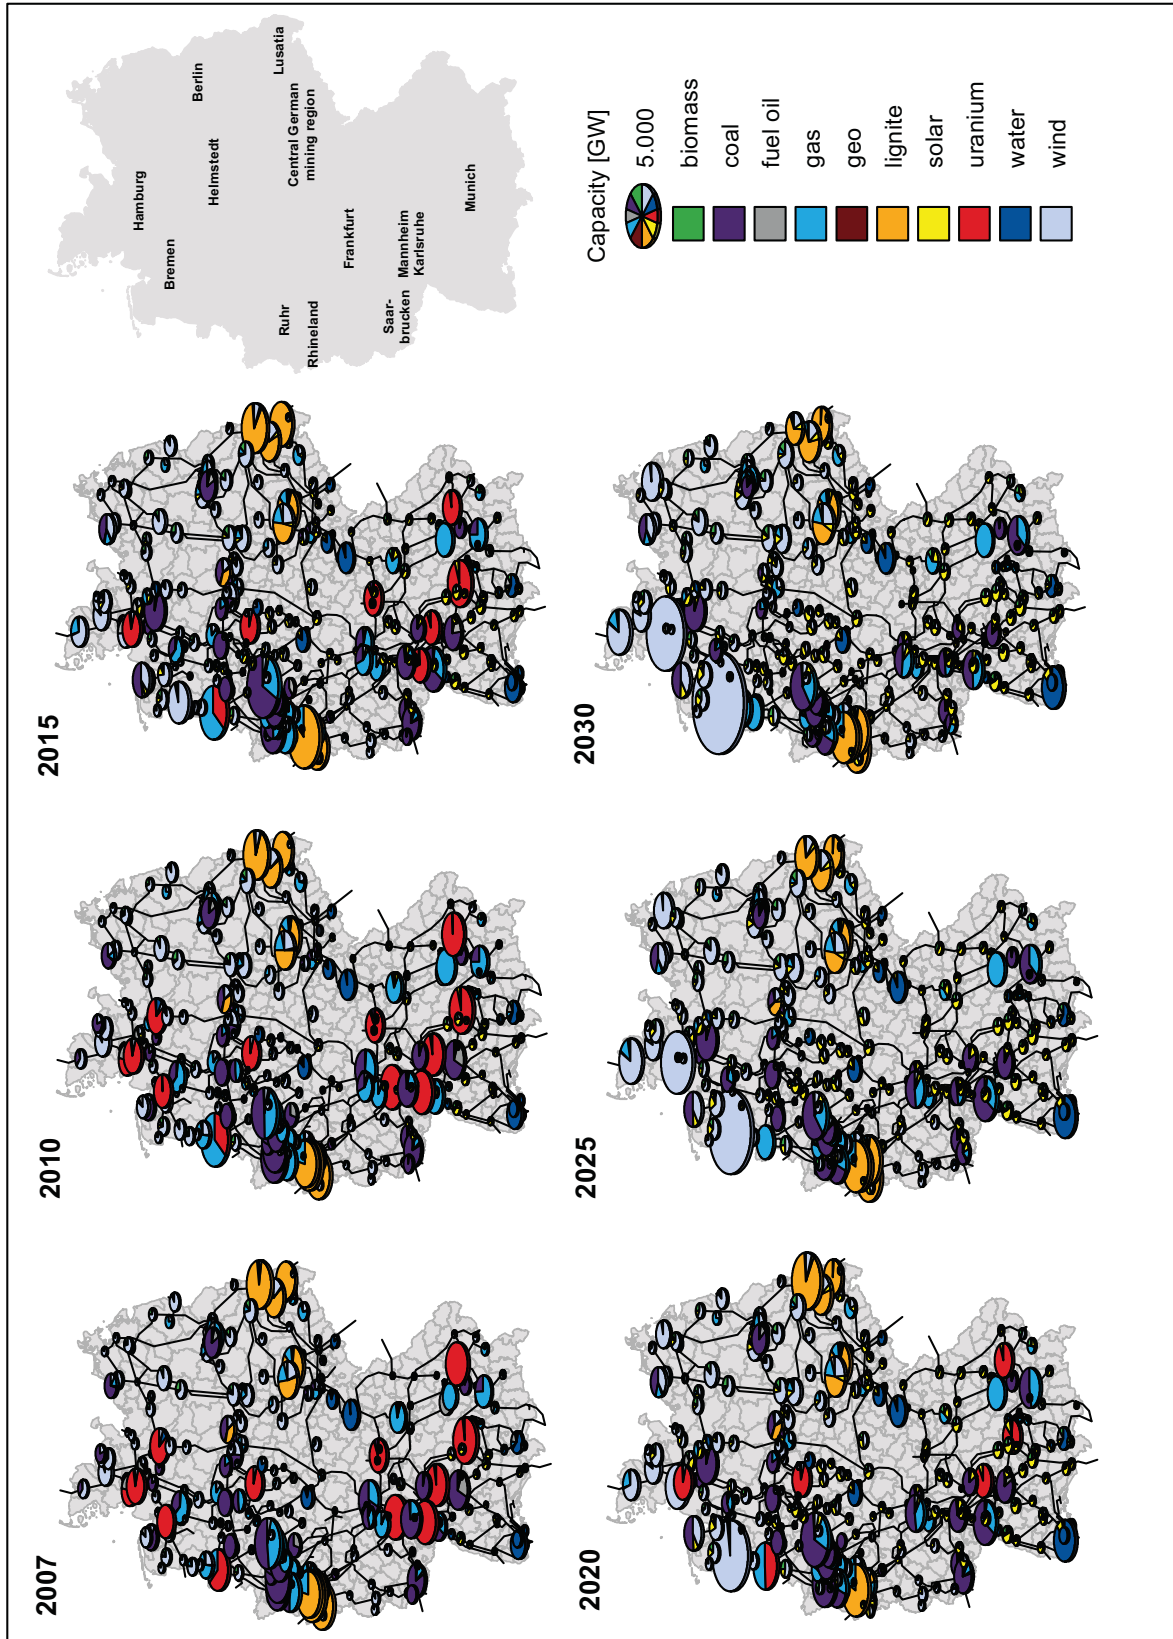 2007
2010
2015
Hamburg
Bremen
Berlin
Helmstedt
Lusatia
Central German
mining region
Ruhr
Rhineland
Frankfurt
Saar-
brucken
Mannheim
Karlsruhe
Munich
2020
2025
2030
Capacity [GW]
5.000
biomass
coal
fuel oil
gas
geo
lignite
solar
uranium
water
wind